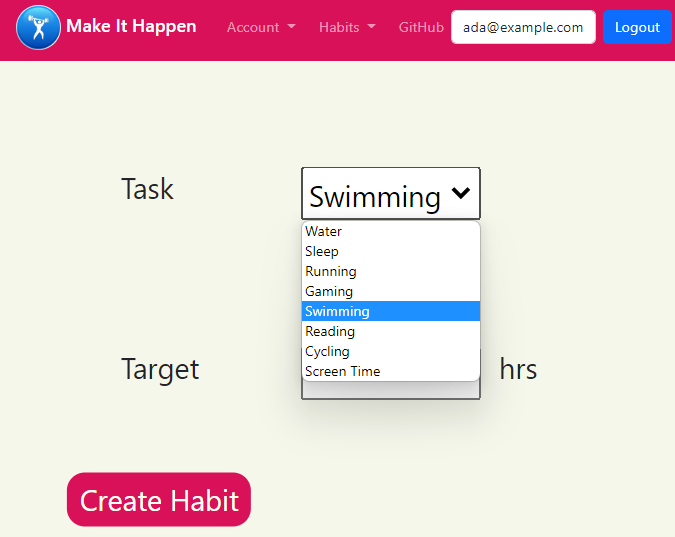 Make It Happen Account Habits GitHub ada@example.com Logout
Task Swimming
Water
Sleep
Running
Gaming
Swimming
Reading
Cycling
Screen Time
Target hrs
Create Habit